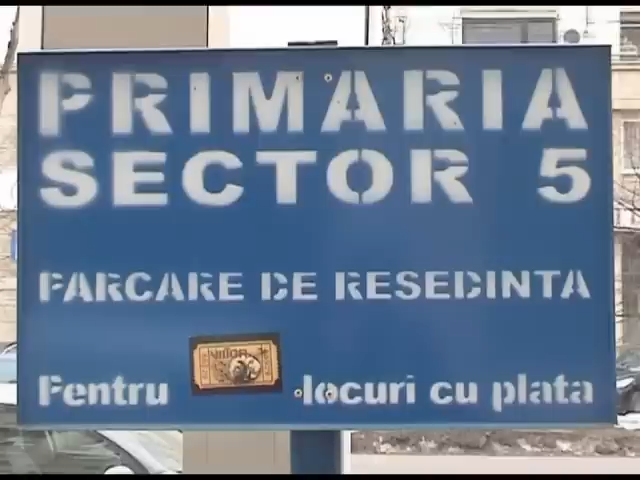 PRIMARIA
SECTOR 5
PARCARE DE RESEDINTA
Pentru locuri cu plata